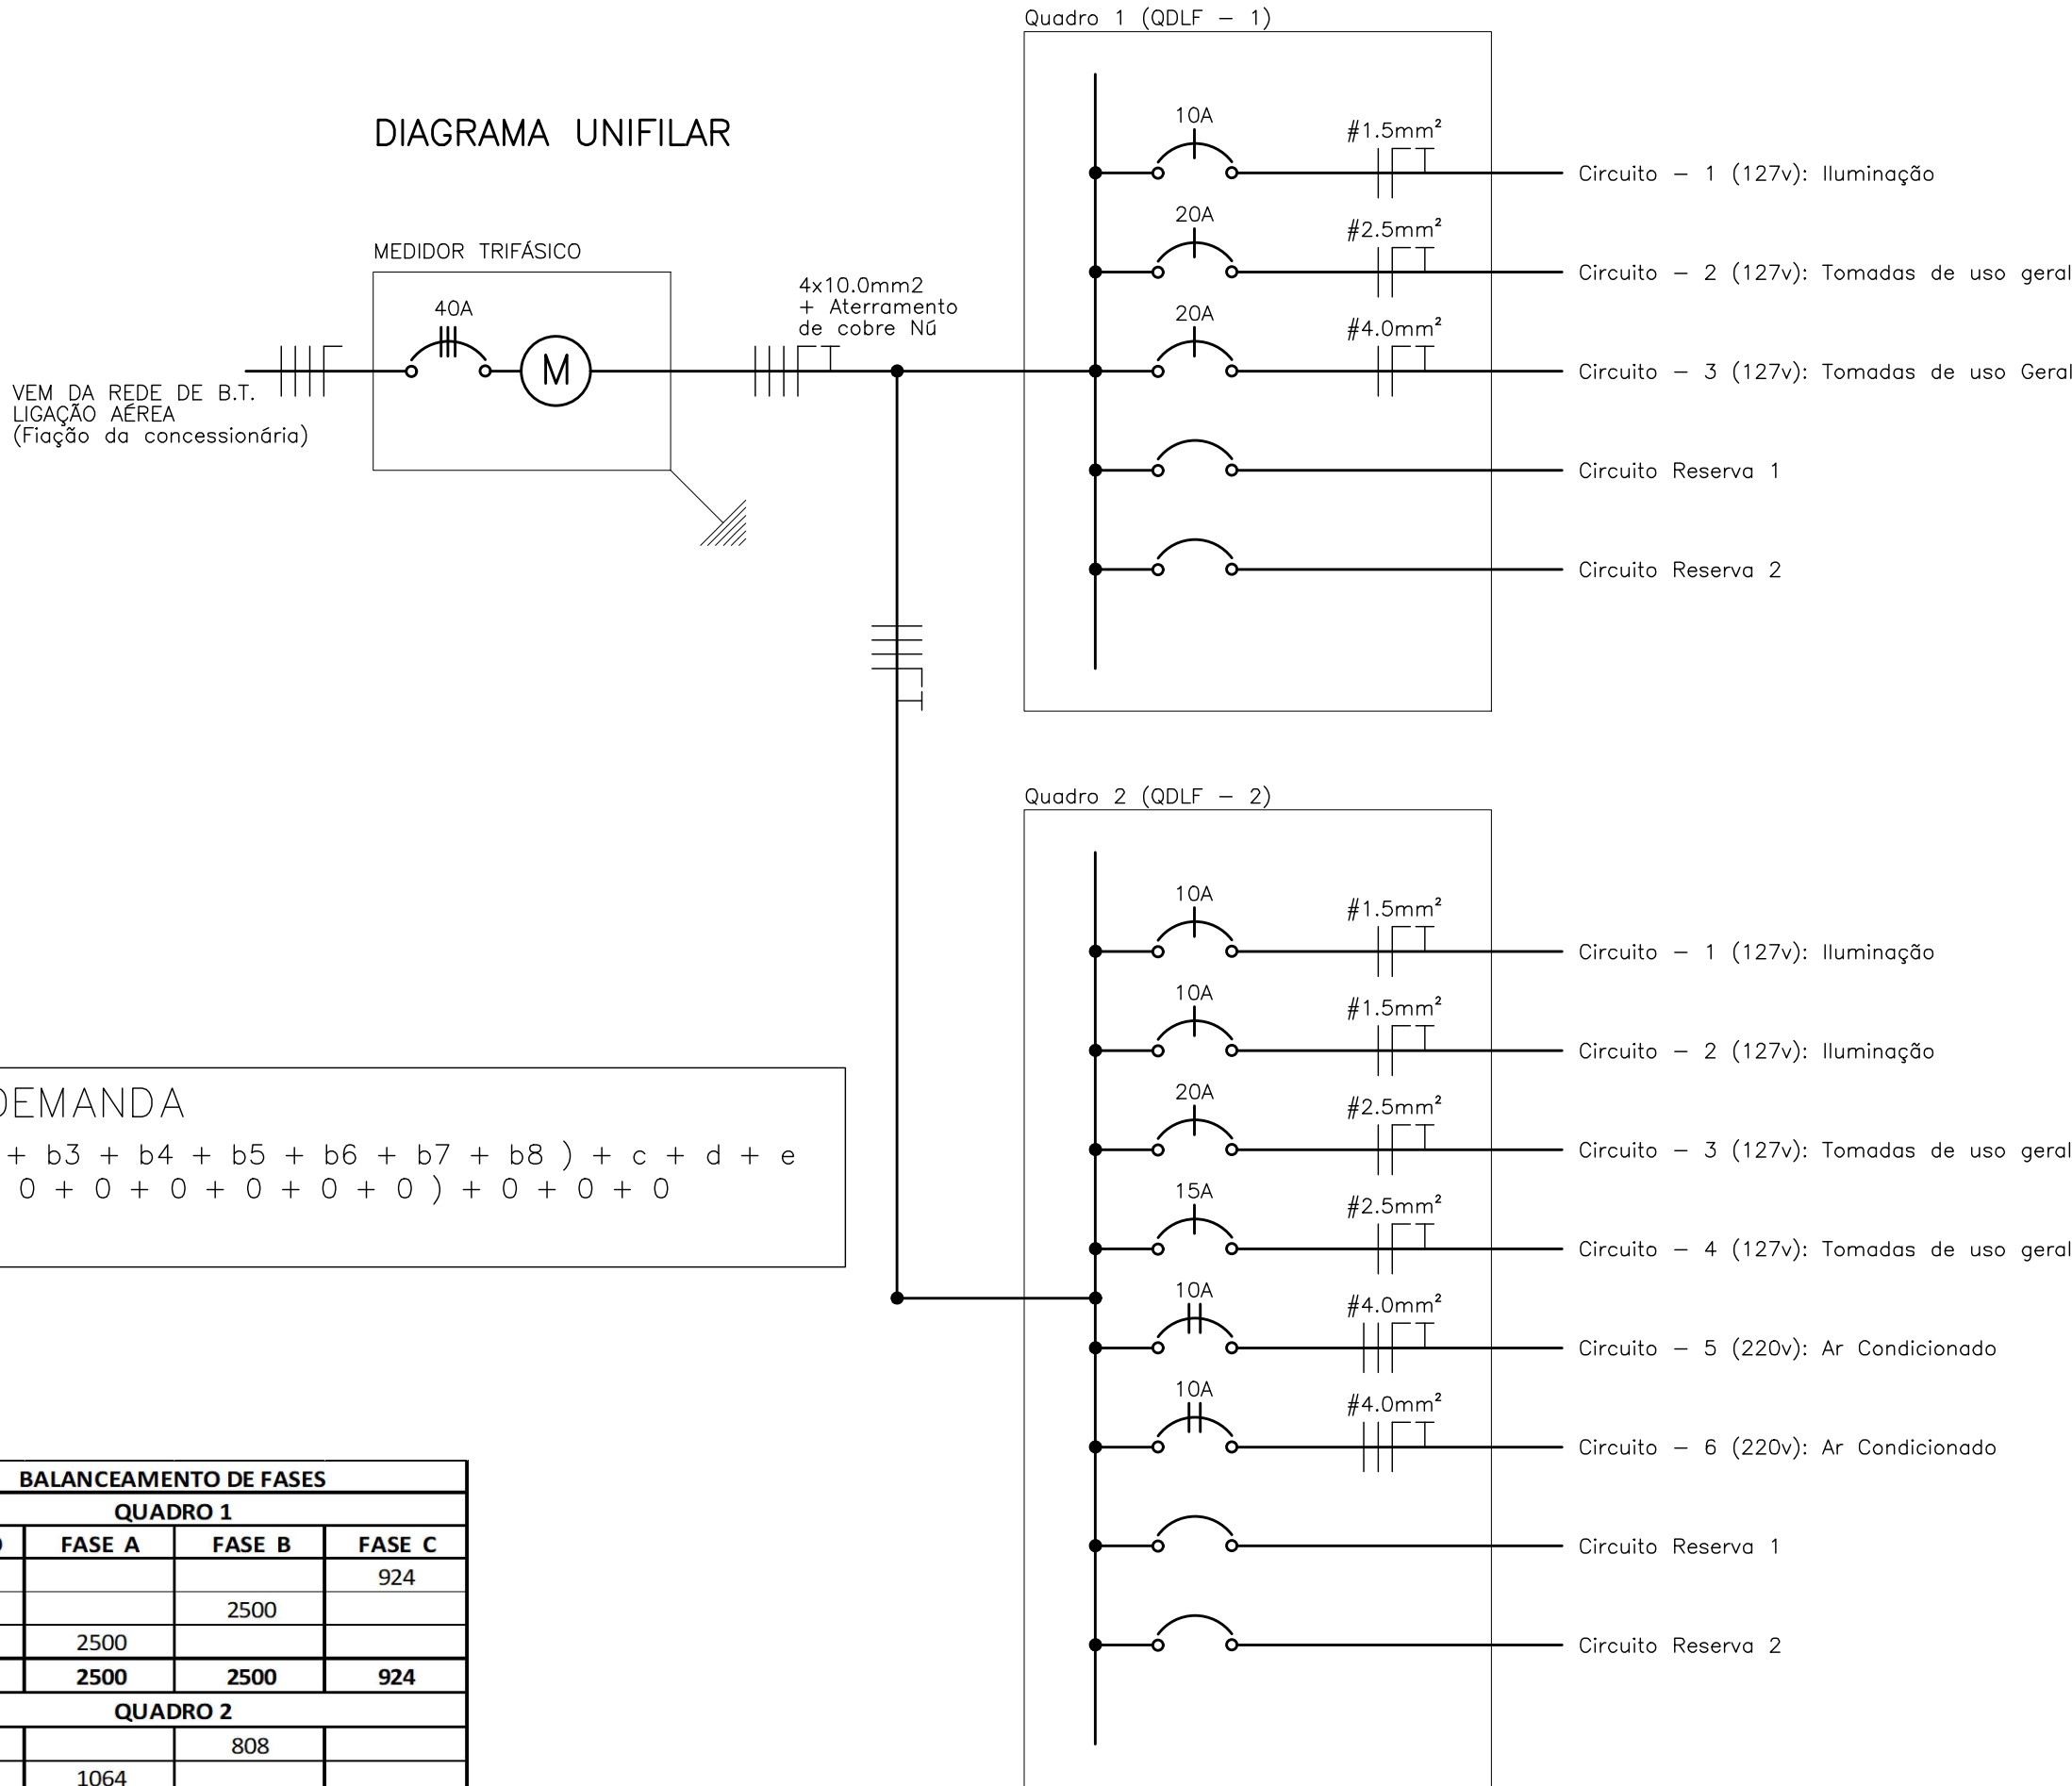 Quadro 1 (QDLF - 1)
DIAGRAMA UNIFILAR
10A
#1.5mm²
Circuito - 1 (127v): Iluminação
20A
#2.5mm²
Circuito - 2 (127v): Tomadas de uso geral
20A
#4.0mm²
Circuito - 3 (127v): Tomadas de uso Geral
Circuito Reserva 1
Circuito Reserva 2
MEDIDOR TRIFÁSICO
40A
M
4x10.0mm2
+ Aterramento
de cobre Nú
VEM DA REDE DE B.T.
LIGAÇÃO AÉREA
(Fiação da concessionária)
Quadro 2 (QDLF - 2)
10A
#1.5mm²
Circuito - 1 (127v): Iluminação
10A
#1.5mm²
Circuito - 2 (127v): Iluminação
20A
#2.5mm²
Circuito - 3 (127v): Tomadas de uso geral
15A
#2.5mm²
Circuito - 4 (127v): Tomadas de uso geral
10A
#4.0mm²
Circuito - 5 (220v): Ar Condicionado
10A
#4.0mm²
Circuito - 6 (220v): Ar Condicionado
Circuito Reserva 1
Circuito Reserva 2
DEMANDA
+ b3 + b4 + b5 + b6 + b7 + b8 ) + c + d + e
0 + 0 + 0 + 0 + 0 + 0 ) + 0 + 0 + 0
BALANCEAMENTO DE FASES
QUADRO 1
FASE A FASE B FASE C
924
2500
2500
2500 2500 924
QUADRO 2
808
1064